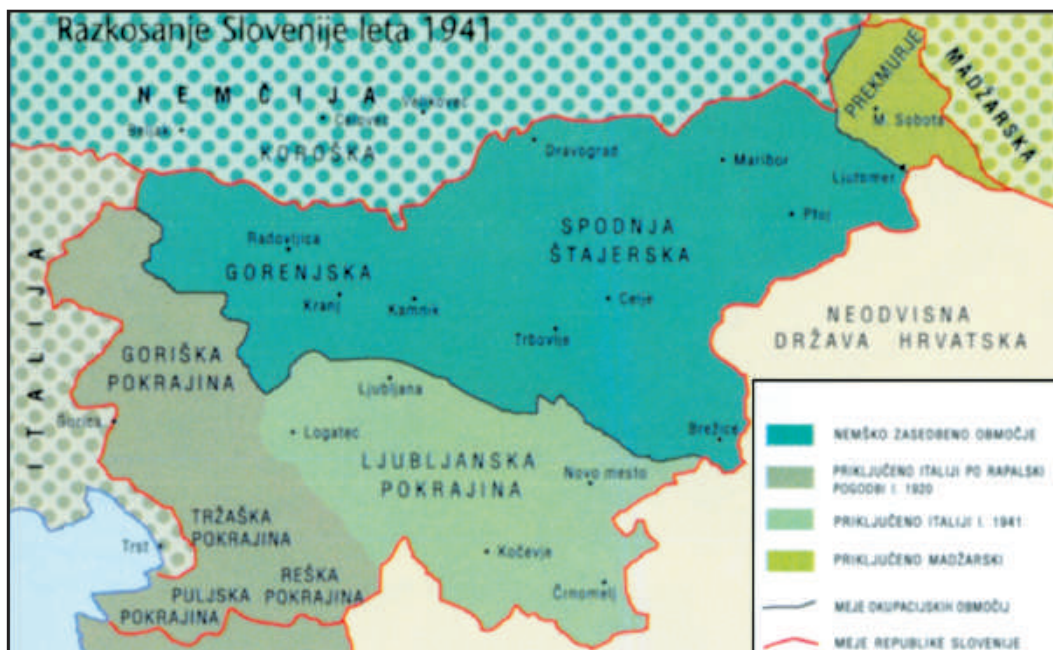 Razkosanje Slovenije leta 1941
NEMČIJA
Velikovec
Beljak
Celovec
KOROŠKA
PREKMURJE
MADŽARSKA
M. Sobota
Dravograd
Maribor
Ljutomer
Ptuj
SPODNJA
ŠTAJERSKA
Radovljica
GORENJSKA
Kranj
Kamnik
Celje
Trbovlje
ITALIJA
NEODVISNA
DRŽAVA HRVATSKA
GORIŠKA
POKRAJINA
Ljubljana
Gorica
Logatec
Brežice
LJUBLJANSKA
POKRAJINA
Novo mesto
TRŽAŠKA
POKRAJINA
Trst
Kočevje
REŠKA
POKRAJINA
PULJSKA
POKRAJINA
Črnomelj
NEMŠKO ZASEDBENO OBMOČJE
PRIKLJUČENO ITALIJI PO RAPALSKI
POGODBI l. 1920
PRIKLJUČENO ITALIJI l. 1941
PRIKLJUČENO MADŽARSKI
MEJE OKUPACIJSKIH OBMOČIJ
MEJE REPUBLIKE SLOVENIJE